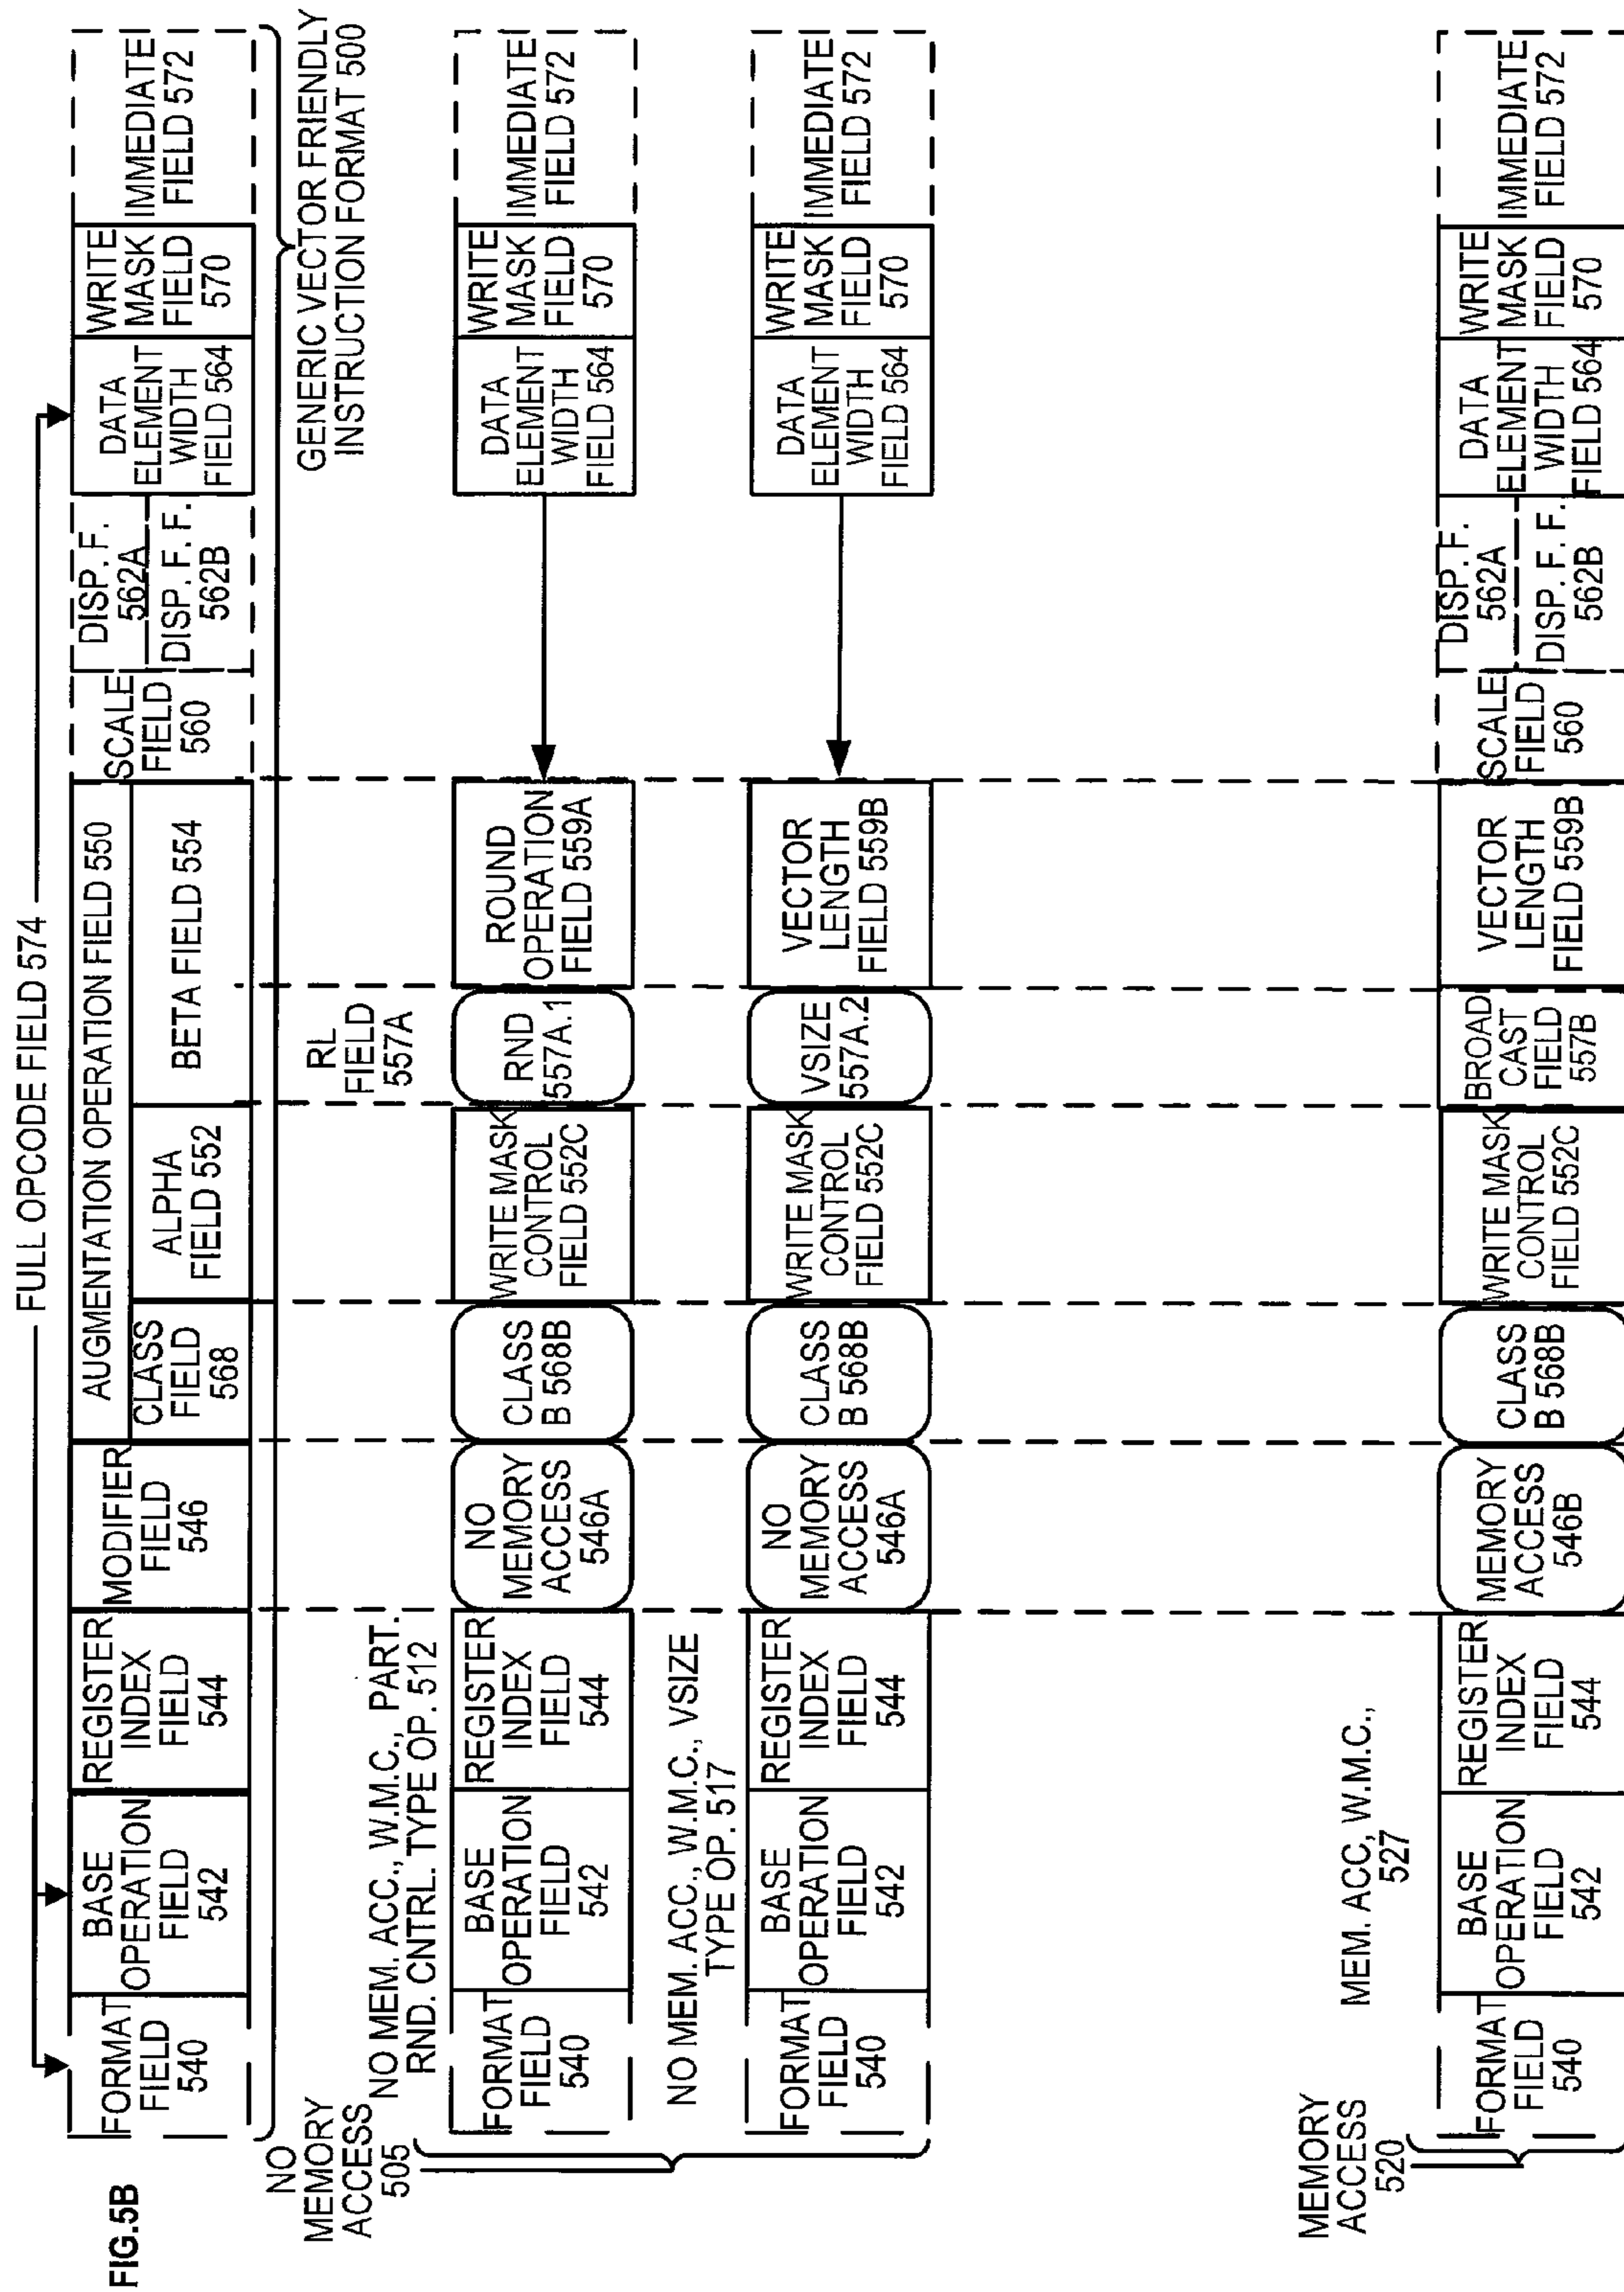 FIG.5B
FULL OPCODE FIELD 574
FORMAT
FIELD
540
BASE
OPERATION
FIELD
542
REGISTER
INDEX
FIELD
544
MODIFIER
FIELD
546
AUGMENTATION OPERATION FIELD 550
CLASS
FIELD
568
ALPHA
FIELD 552
BETA FIELD 554
SCALE
FIELD
560
DISP. F.
562A
DISP. F. F.
562B
DATA
ELEMENT
WIDTH
FIELD 564
WRITE
MASK
FIELD
570
IMMEDIATE
FIELD 572
GENERIC VECTOR FRIENDLY
INSTRUCTION FORMAT 500
NO
MEMORY
ACCESS
505
NO MEM. ACC., W.M.C., PART.
RND. CNTRL. TYPE OP. 512
RL
FIELD
557A
FORMAT
FIELD
540
BASE
OPERATION
FIELD
542
REGISTER
INDEX
FIELD
544
NO
MEMORY
ACCESS
546A
CLASS
B 568B
WRITE MASK
CONTROL
FIELD 552C
RND
557A.1
ROUND
OPERATION
FIELD 559A
DATA
ELEMENT
WIDTH
FIELD 564
WRITE
MASK
FIELD
570
IMMEDIATE
FIELD 572
NO MEM. ACC., W.M.C., VSIZE
TYPE OP. 517
FORMAT
FIELD
540
BASE
OPERATION
FIELD
542
REGISTER
INDEX
FIELD
544
NO
MEMORY
ACCESS
546A
CLASS
B 568B
WRITE MASK
CONTROL
FIELD 552C
VSIZE
557A.2
VECTOR
LENGTH
FIELD 559B
DATA
ELEMENT
WIDTH
FIELD 564
WRITE
MASK
FIELD
570
IMMEDIATE
FIELD 572
MEMORY
ACCESS
520
MEM. ACC, W.M.C.,
527
FORMAT
FIELD
540
BASE
OPERATION
FIELD
542
REGISTER
INDEX
FIELD
544
MEMORY
ACCESS
546B
CLASS
B 568B
WRITE MASK
CONTROL
FIELD 552C
BROAD
CAST
FIELD
557B
VECTOR
LENGTH
FIELD 559B
SCALE
FIELD
560
DISP. F.
562A
DISP. F. F.
562B
DATA
ELEMENT
WIDTH
FIELD 564
WRITE
MASK
FIELD
570
IMMEDIATE
FIELD 572